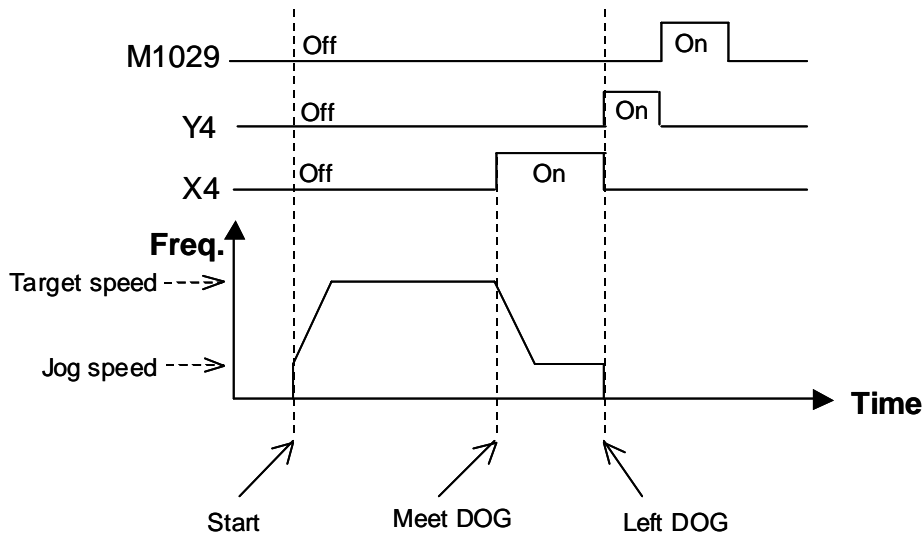 M1029
Off
On
Y4
Off
On
X4
Off
On
Freq.
Target speed
Jog speed
Time
Start
Meet DOG
Left DOG